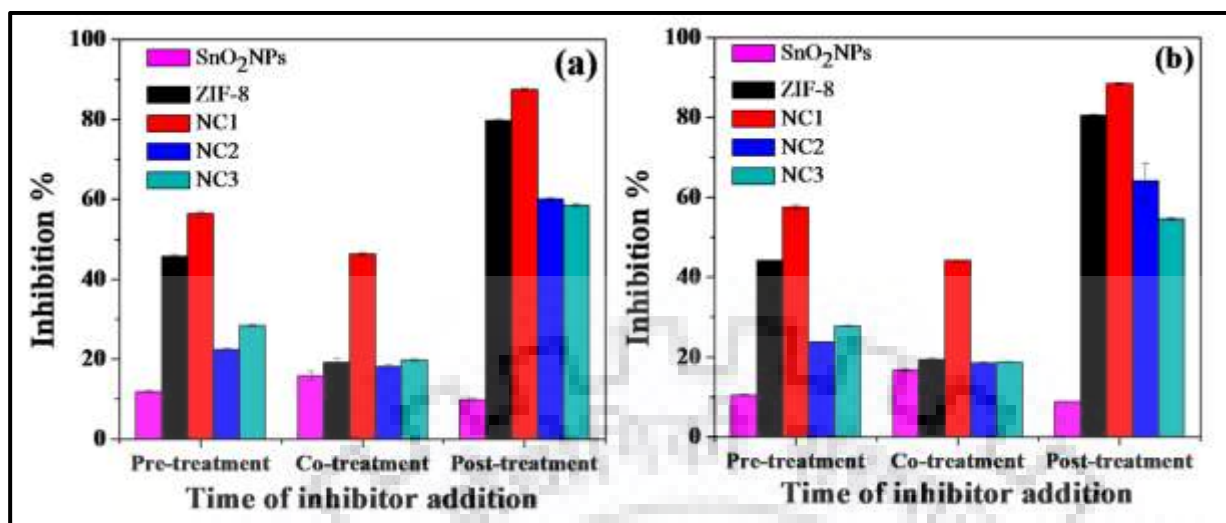 (a)
SnO2NPs
ZIF-8
NC1
NC2
NC3
100
80
60
40
20
0
Inhibition %
Pre-treatment Co-treatment Post-treatment
Time of inhibitor addition
(b)
SnO2NPs
ZIF-8
NC1
NC2
NC3
100
80
60
40
20
0
Inhibition %
Pre-treatment Co-treatment Post-treatment
Time of inhibitor addition